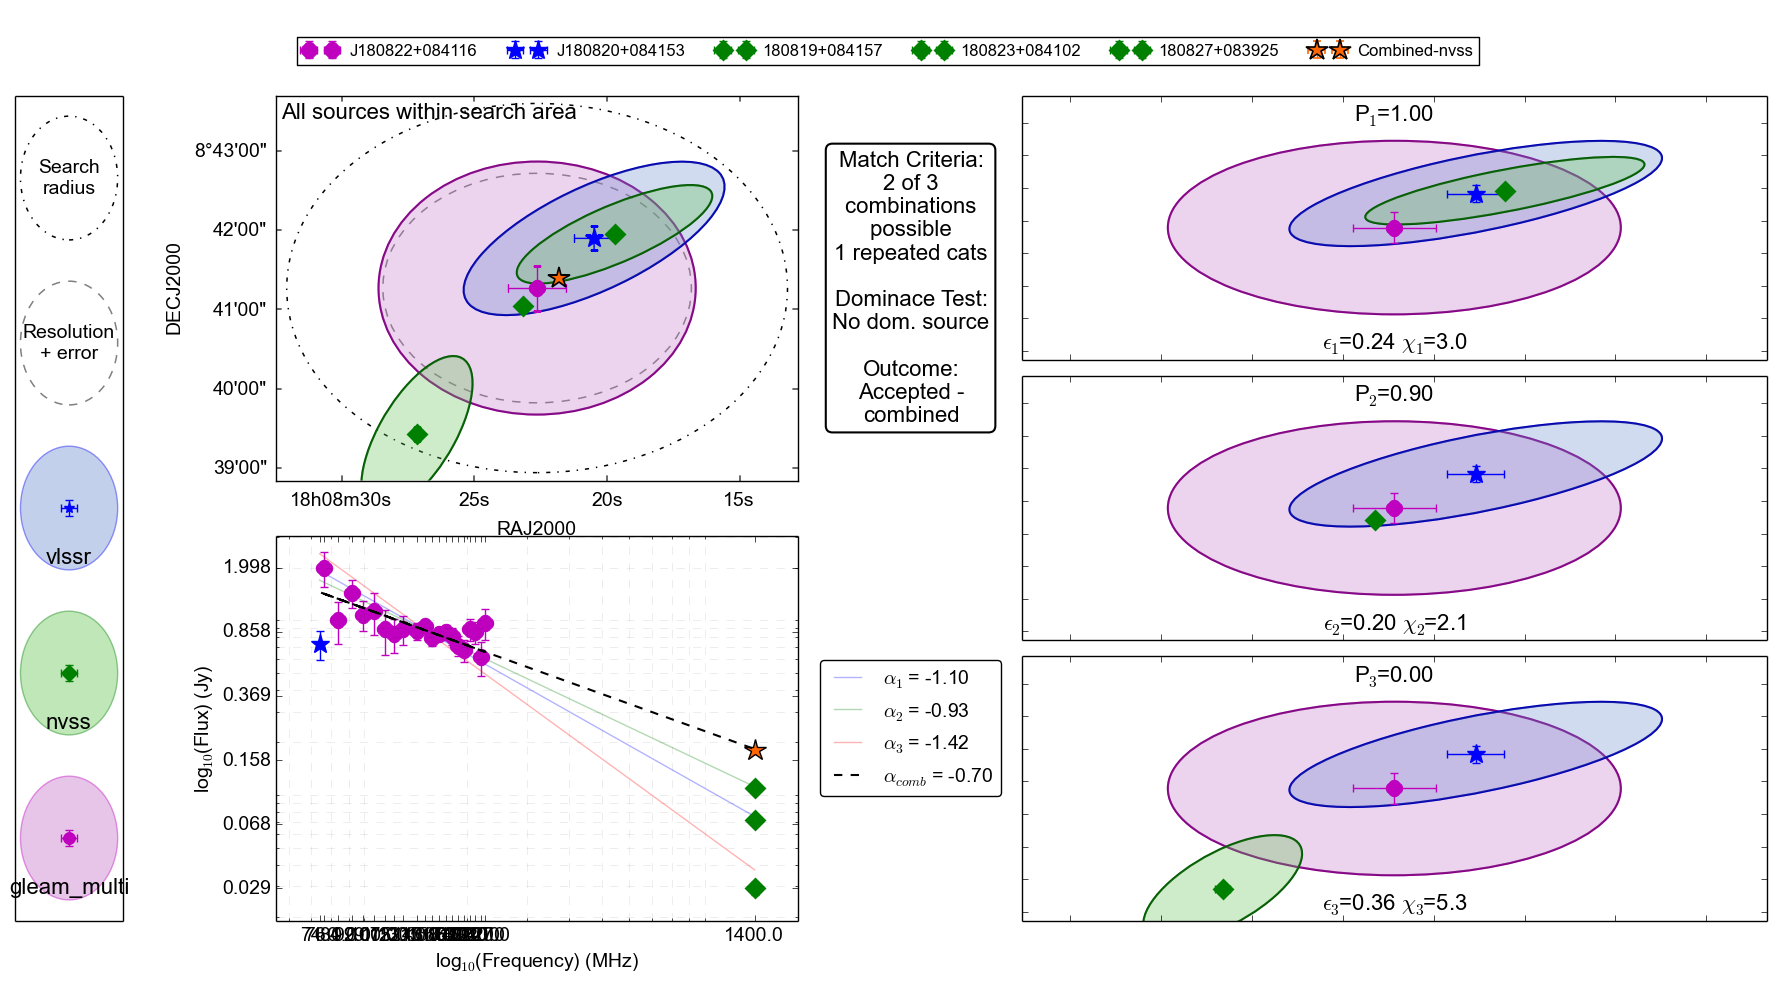 J180822+084116
J180820+084153
180819+084157
180823+084102
180827+083925
Combined-nvss
Search
radius
Resolution
+ error
vlssr
nvss
gleam_multi
All sources within search area
8°43'00"
42'00"
41'00"
40'00"
39'00"
DECJ2000
18h08m30s
25s
20s
15s
RAJ2000
Match Criteria:
2 of 3
combinations
possible
1 repeated cats
Dominace Test:
No dom. source
Outcome:
Accepted -
combined
P1=1.00
ϵ1=0.24 χ1=3.0
P2=0.90
ϵ2=0.20 χ2=2.1
P3=0.00
ϵ3=0.36 χ3=5.3
1.998
0.858
0.369
0.158
0.068
0.029
log10(Flux) (Jy)
1400.0
log10(Frequency) (MHz)
α1 = -1.10
α2 = -0.93
α3 = -1.42
αcomb = -0.70